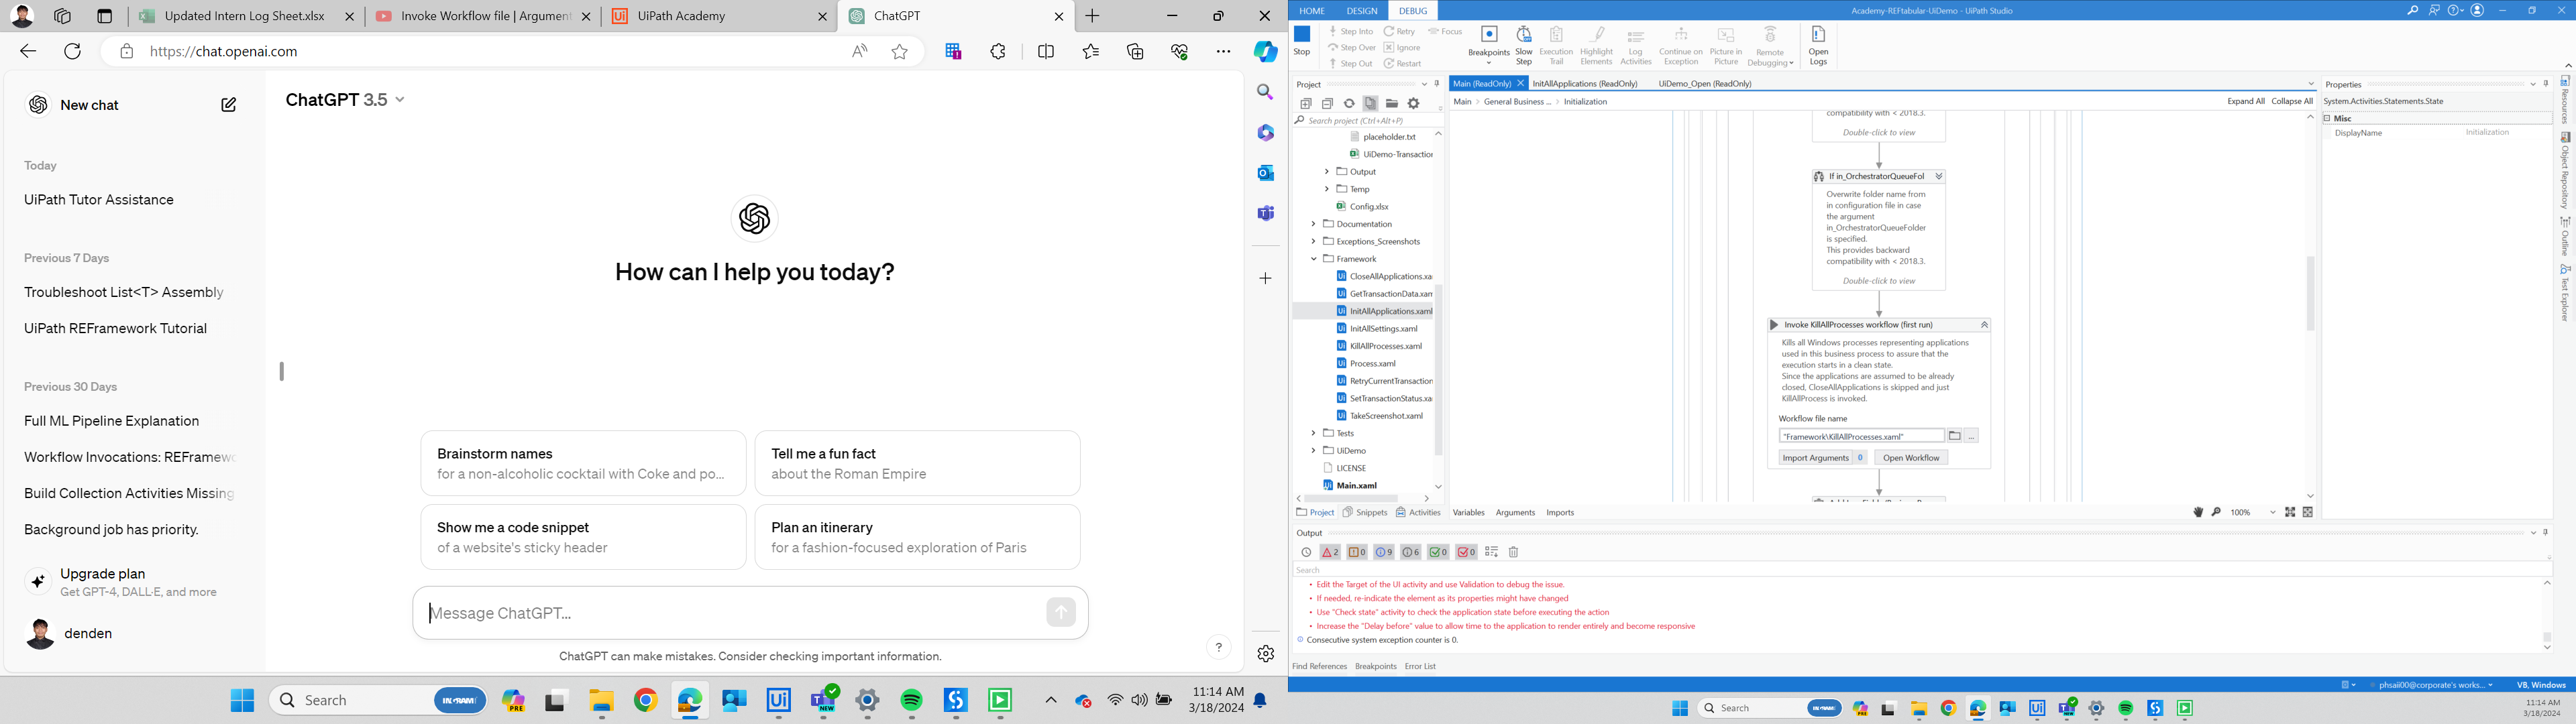 Updated Intern Log Sheet.xlsx
Invoke Workflow file | Argument
UiPath Academy
ChatGPT
https://chat.openai.com
New chat
Today
UiPath Tutor Assistance
Previous 7 Days
Troubleshoot List<T> Assembly
UiPath REFramework Tutorial
Previous 30 Days
Full ML Pipeline Explanation
Workflow Invocations: REFramewo
Build Collection Activities Missing
Background job has priority.
Upgrade plan
Get GPT-4, DALL·E, and more
denden
ChatGPT 3.5
How can I help you today?
Brainstorm names
for a non-alcoholic cocktail with Coke and po...
Tell me a fun fact
about the Roman Empire
Show me a code snippet
of a website's sticky header
Plan an itinerary
for a fashion-focused exploration of Paris
Message ChatGPT...
ChatGPT can make mistakes. Consider checking important information.
?
Search
11:14 AM
3/18/2024
HOME DESIGN DEBUG
Academy-REFtabular-UiDemo - UiPath Studio
Stop
Step Into
Step Over
Step Out
Retry
Ignore
Restart
Focus
Breakpoints
Slow Step
Execution Trail
Highlight Elements
Log Activities
Continue on Exception
Picture in Picture
Remote Debugging
Open Logs
Project
Search project (Ctrl+Alt+P)
placeholder.txt
UiDemo-Transaction
Output
Temp
Config.xlsx
Documentation
Exceptions_Screenshots
Framework
CloseAllApplications.xa
GetTransactionData.xam
InitAllApplications.xaml
InitAllSettings.xaml
KillAllProcesses.xaml
Process.xaml
RetryCurrentTransaction
SetTransactionStatus.xa
TakeScreenshot.xaml
Tests
UiDemo
LICENSE
Main.xaml
Project Snippets Activities
Main (ReadOnly) InitAllApplications (ReadOnly) UiDemo_Open (ReadOnly)
Main > General Business ... > Initialization
Expand All Collapse All
compatibility with < 2018.3.
Double-click to view
If in_OrchestratorQueueFol
Overwrite folder name from
in configuration file in case
the argument
in_OrchestratorQueueFolder
is specified.
This provides backward
compatibility with < 2018.3.
Double-click to view
Invoke KillAllProcesses workflow (first run)
Kills all Windows processes representing applications
used in this business process to assure that the
execution starts in a clean state.
Since the applications are assumed to be already
closed, CloseAllApplications is skipped and just
KillAllProcess is invoked.
Workflow file name
"Framework\KillAllProcesses.xaml"
Import Arguments 0
Open Workflow
Variables Arguments Imports
100%
Properties
System.Activities.Statements.State
Misc
DisplayName Initialization
Resources
Object Repository
Outline
Test Explorer
Output
2 0 9 6 0 0
Search
• Edit the Target of the UI activity and use Validation to debug the issue.
• If needed, re-indicate the element as its properties might have changed
• Use "Check state" activity to check the application state before executing the action
• Increase the "Delay before" value to allow time to the application to render entirely and become responsive
Consecutive system exception counter is 0.
Find References Breakpoints Error List
phsaii00@corporate's works...
VB, Windows
Search
11:14 AM
3/18/2024